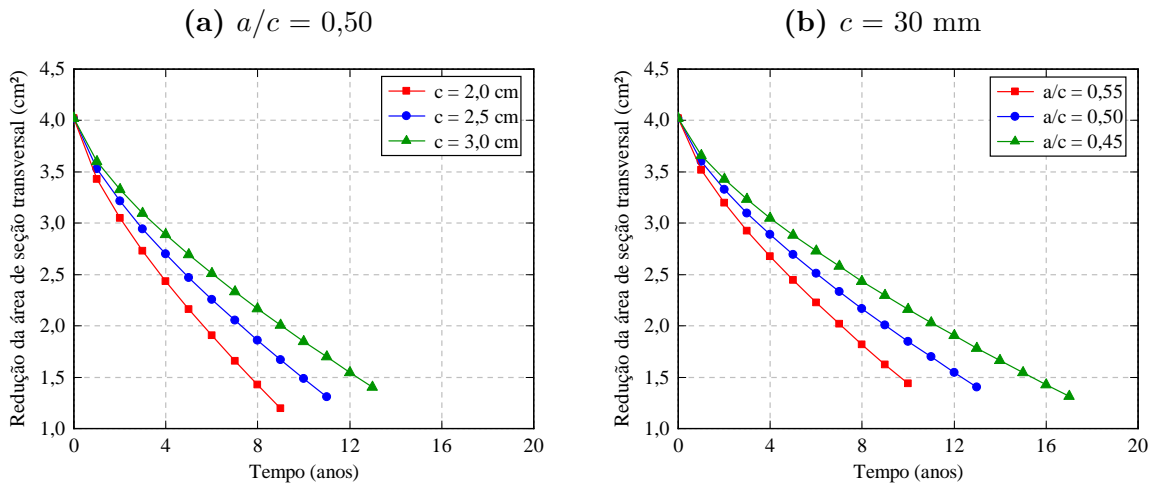 (a) a/c = 0,50
Redução da área de seção transversal (cm²)
4,5
4,0
3,5
3,0
2,5
2,0
1,5
1,0
0 4 8 12 16 20
Tempo (anos)
c = 2,0 cm
c = 2,5 cm
c = 3,0 cm
(b) c = 30 mm
Redução da área de seção transversal (cm²)
4,5
4,0
3,5
3,0
2,5
2,0
1,5
1,0
0 4 8 12 16 20
Tempo (anos)
a/c = 0,55
a/c = 0,50
a/c = 0,45